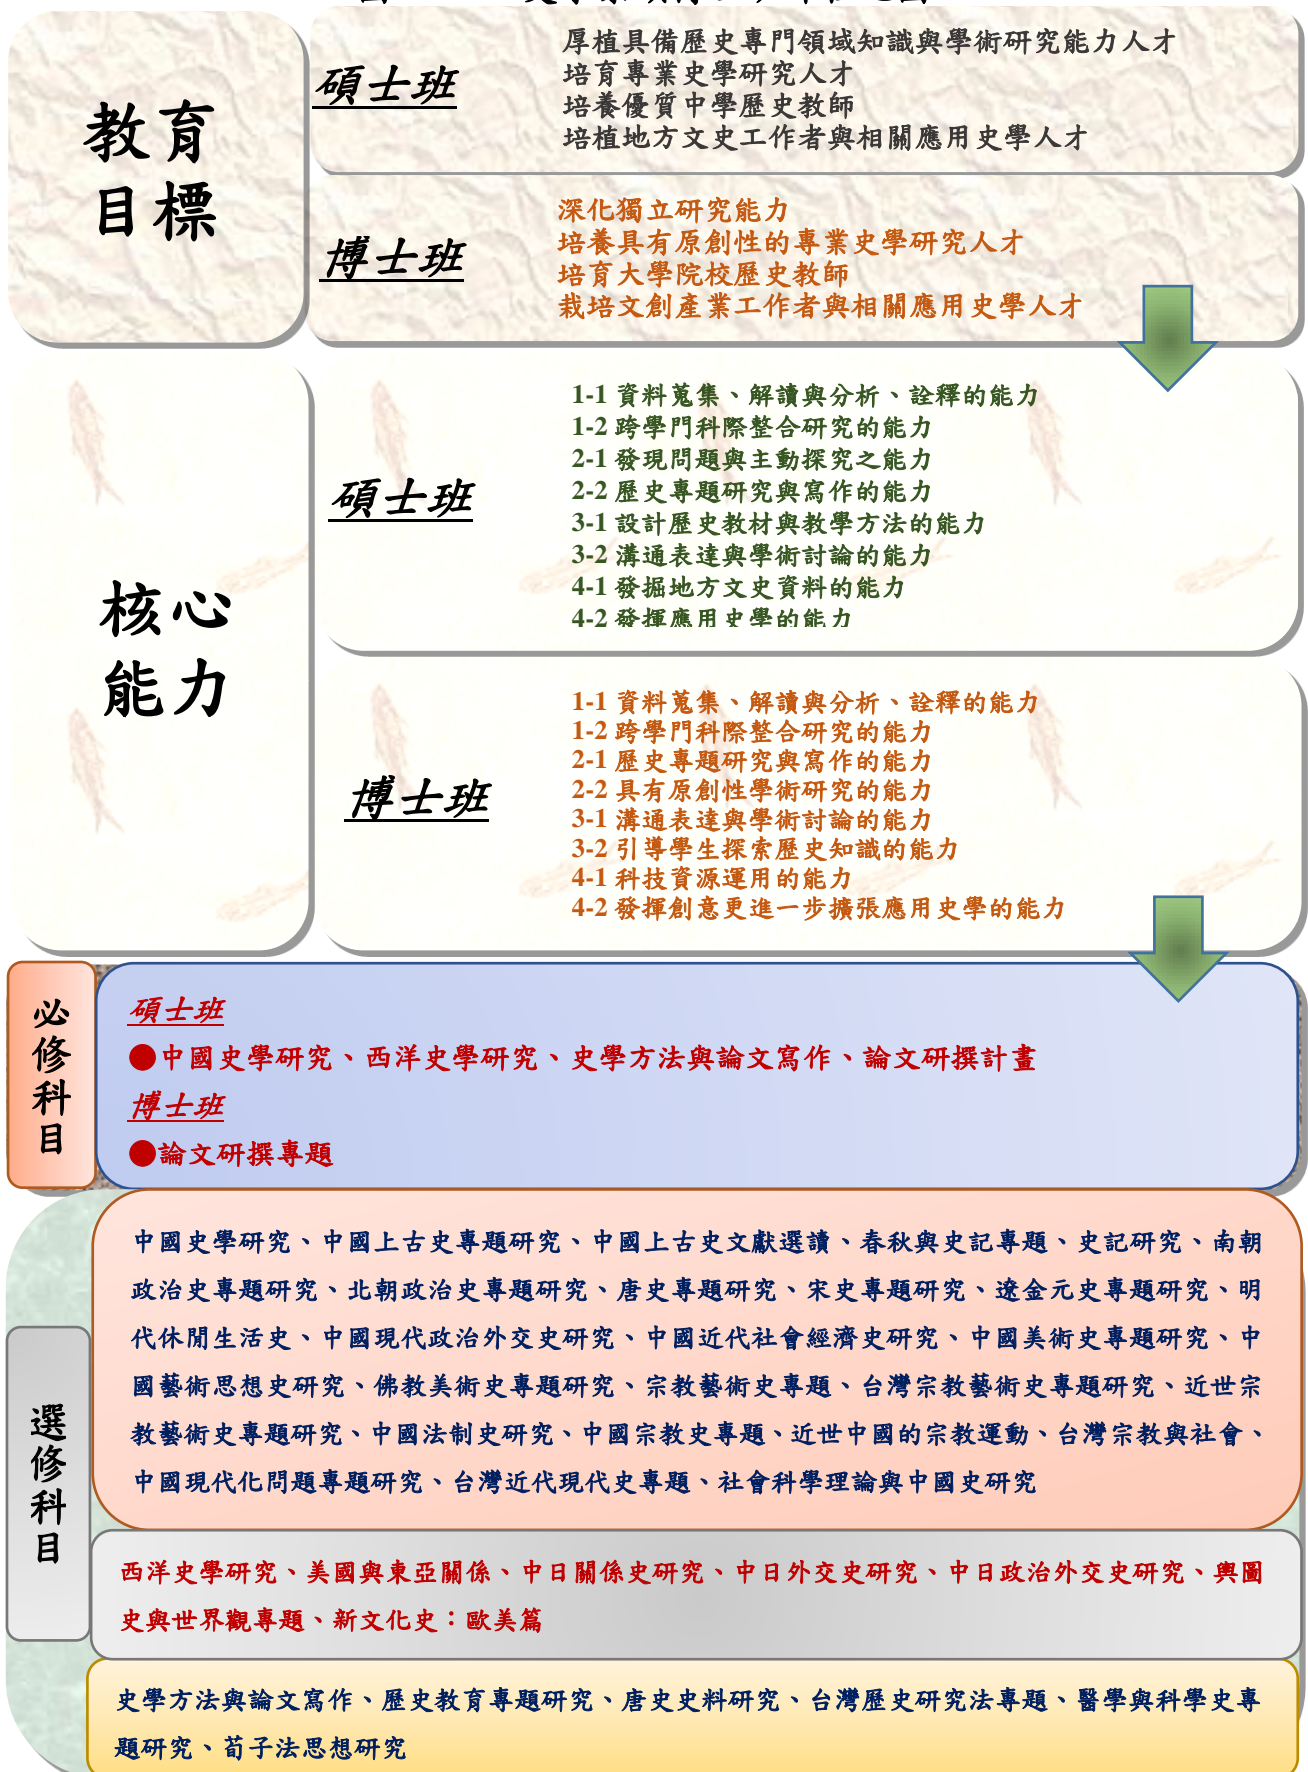 教育
目標
碩士班
厚植具備歷史專門領域知識與學術研究能力人才
培育專業史學研究人才
培養優質中學歷史教師
培植地方文史工作者與相關應用史學人才
博士班
深化獨立研究能力
培養具有原創性的專業史學研究人才
培育大學院校歷史教師
栽培文創產業工作者與相關應用史學人才
核心
能力
碩士班
1-1 資料蒐集、解讀與分析、詮釋的能力
1-2 跨學門科際整合研究的能力
2-1 發現問題與主動探究之能力
2-2 歷史專題研究與寫作的能力
3-1 設計歷史教材與教學方法的能力
3-2 溝通表達與學術討論的能力
4-1 發掘地方文史資料的能力
4-2 發揮應用史學的能力
博士班
1-1 資料蒐集、解讀與分析、詮釋的能力
1-2 跨學門科際整合研究的能力
2-1 歷史專題研究與寫作的能力
2-2 具有原創性學術研究的能力
3-1 溝通表達與學術討論的能力
3-2 引導學生探索歷史知識的能力
4-1 科技資源運用的能力
4-2 發揮創意更進一步擴張應用史學的能力
必修科目
碩士班
●中國史學研究、西洋史學研究、史學方法與論文寫作、論文研撰計畫
博士班
●論文研撰專題
選修科目
中國史學研究、中國上古史專題研究、中國上古史文獻選讀、春秋與史記專題、史記研究、南朝
政治史專題研究、北朝政治史專題研究、唐史專題研究、宋史專題研究、遼金元史專題研究、明
代休閒生活史、中國現代政治外交史研究、中國近代社會經濟史研究、中國美術史專題研究、中
國藝術思想史研究、佛教美術史專題研究、宗教藝術史專題、台灣宗教藝術史專題研究、近世宗
教藝術史專題研究、中國法制史研究、中國宗教史專題、近世中國的宗教運動、台灣宗教與社會、
中國現代化問題專題研究、台灣近代現代史專題、社會科學理論與中國史研究
西洋史學研究、美國與東亞關係、中日關係史研究、中日外交史研究、中日政治外交史研究、輿圖
史與世界觀專題、新文化史：歐美篇
史學方法與論文寫作、歷史教育專題研究、唐史史料研究、台灣歷史研究法專題、醫學與科學史專
題研究、荀子法思想研究